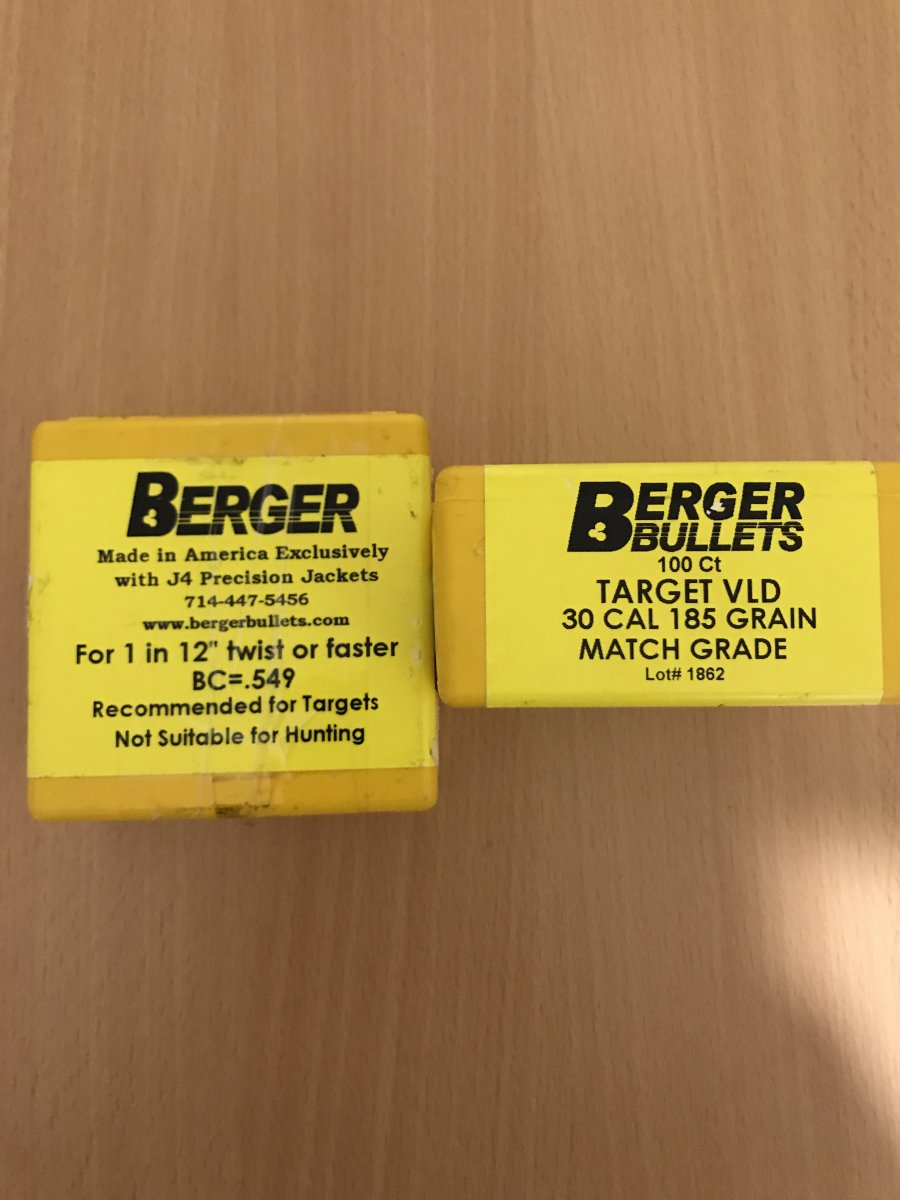 BERGER
Made in America Exclusively
with J4 Precision Jackets
714-447-5456
www.bergerbullets.com
For 1 in 12" twist or faster
BC=.549
Recommended for Targets
Not Suitable for Hunting
BERGER
BULLETS
100 Ct
TARGET VLD
30 CAL 185 GRAIN
MATCH GRADE
Lot# 1862